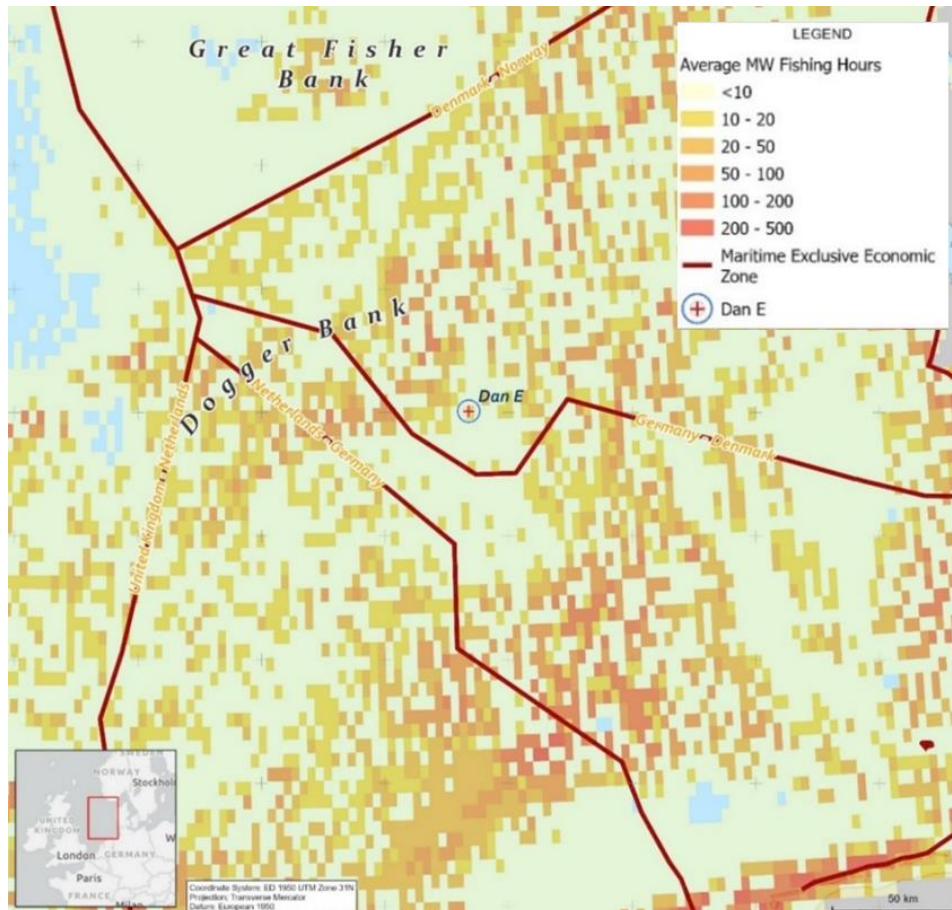 Great Fisher
Bank
Denmark
Norway
LEGEND
Average MW Fishing Hours
<10
10 - 20
20 - 50
50 - 100
100 - 200
200 - 500
Maritime Exclusive Economic
Zone
Dan E
Dogger Bank
Dan E
Netherlands
Germany
Germany
Denmark
United Kingdom
Netherlands
SWEDEN
NORWAY
Stockhol
UNITED
KINGDOM
London
GERMANY
Paris
FRANCE
Milan
W
Coordinate System: ED 1950 UTM Zone 31N
Projection: Transverse Mercator
Datum: European 1950
50 km